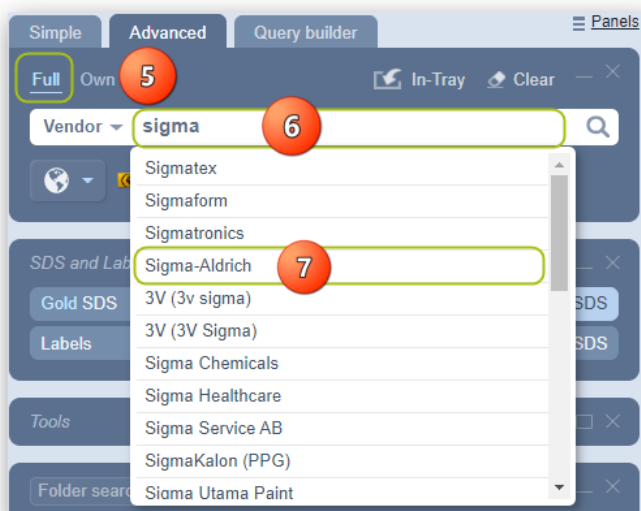 Simple Advanced Query builder Panels
Full Own 5 In-Tray Clear
Vendor sigma 6
Sigmatex
Sigmaform
Sigmatronics
SDS and Lab
Sigma-Aldrich 7
Gold SDS 3V (3v sigma) SDS
3V (3V Sigma)
Labels SDS
Sigma Chemicals
Sigma Healthcare
Tools Sigma Service AB
SigmaKalon (PPG)
Folder sear Sigma Utama Paint